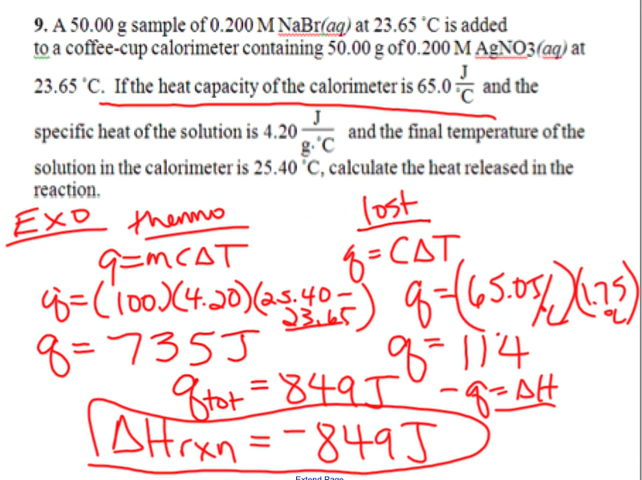 9. A 50.00 g sample of 0.200 M NaBr(aq) at 23.65 ˚C is added
to a coffee-cup calorimeter containing 50.00 g of 0.200 M AgNO3(aq) at
23.65 ˚C. If the heat capacity of the calorimeter is 65.0 J/C and the
specific heat of the solution is 4.20 J/g·˚C and the final temperature of the
solution in the calorimeter is 25.40 ˚C, calculate the heat released in the
reaction.
Exo thermo lost
q=mCΔT q=CΔT
q=(100)(4.20)(25.40-23.65) q=(65.0J/°C)(1.75°C)
q=735J q=114
qtot=849J -q=ΔH
ΔHrxn=-849J
Extend Page